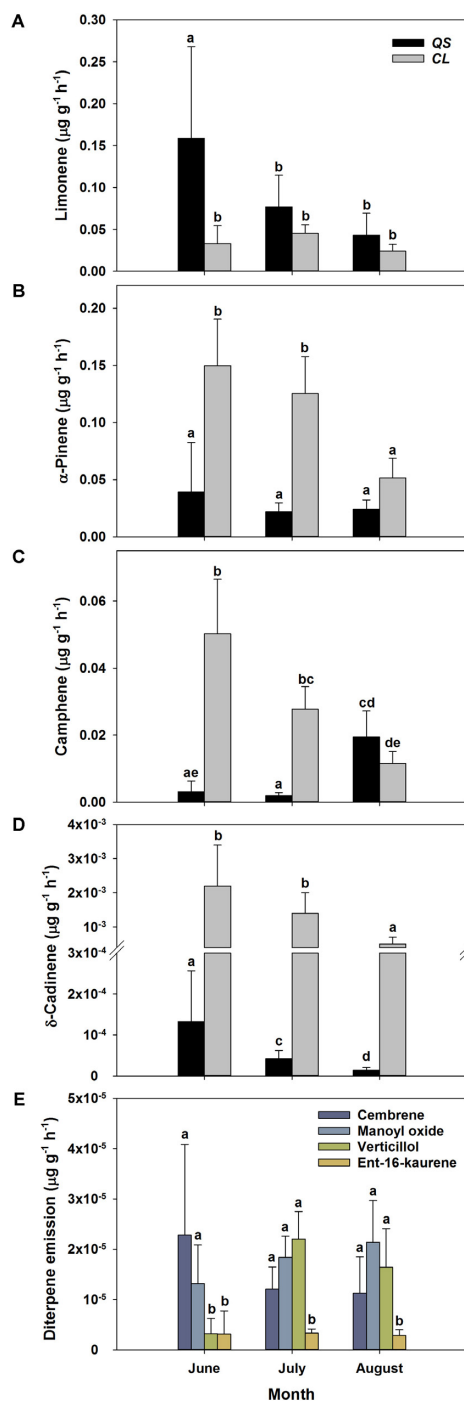 A
Limonene (µg g⁻¹ h⁻¹)
0.30
0.25
0.20
0.15
0.10
0.05
0.00
a
b
b
b
b
b
QS
CL
B
α-Pinene (µg g⁻¹ h⁻¹)
0.20
0.15
0.10
0.05
0.00
a
b
a
b
a
a
C
Camphene (µg g⁻¹ h⁻¹)
0.06
0.04
0.02
0.00
ae
b
a
bc
cd
de
D
δ-Cadinene (µg g⁻¹ h⁻¹)
4x10⁻³
3x10⁻³
2x10⁻³
10⁻³
3x10⁻⁴
2x10⁻⁴
10⁻⁴
0
a
b
c
b
d
a
E
Diterpene emission (µg g⁻¹ h⁻¹)
5x10⁻⁵
4x10⁻⁵
3x10⁻⁵
2x10⁻⁵
10⁻⁵
0
Cembrene
Manoyl oxide
Verticillol
Ent-16-kaurene
a
a
b
b
a
a
a
b
a
a
a
b
June
July
August
Month